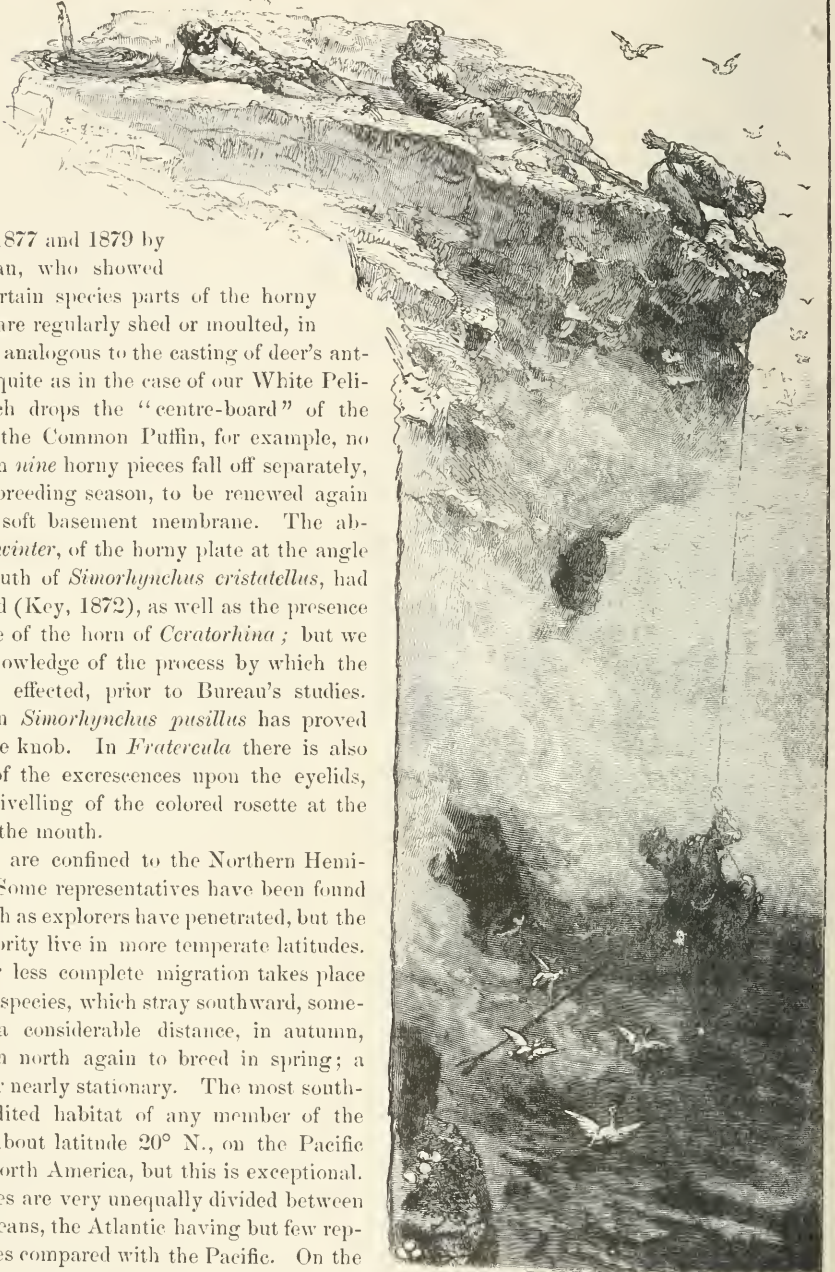 877 and 1879 by
an, who showed
rtain species parts of the horny
are regularly shed or moulted, in
analogous to the casting of deer's ant-
quite as in the case of our White Peli-
ch drops the “centre-board” of the
the Common Puffin, for example, no
n nine horny pieces fall off separately,
breeding season, to be renewed again
soft basement membrane. The ab-
winter, of the horny plate at the angle
uth of Simorhynchus cristatellus, had
d (Key, 1872), as well as the presence
e of the horn of Ceratorhina; but we
owledge of the process by which the
effected, prior to Bureau's studies.
n Simorhynchus pusillus has proved
e knob. In Fratercula there is also
of the excrescences upon the eyelids,
ivelling of the colored rosette at the
the mouth.
are confined to the Northern Hemi-
Some representatives have been found
h as explorers have penetrated, but the
ority live in more temperate latitudes.
r less complete migration takes place
species, which stray southward, some-
a considerable distance, in autumn,
n north again to breed in spring; a
r nearly stationary. The most south-
dited habitat of any member of the
bout latitude 20° N., on the Pacific
orth America, but this is exceptional.
es are very unequally divided between
eans, the Atlantic having but few rep-
es compared with the Pacific. On the